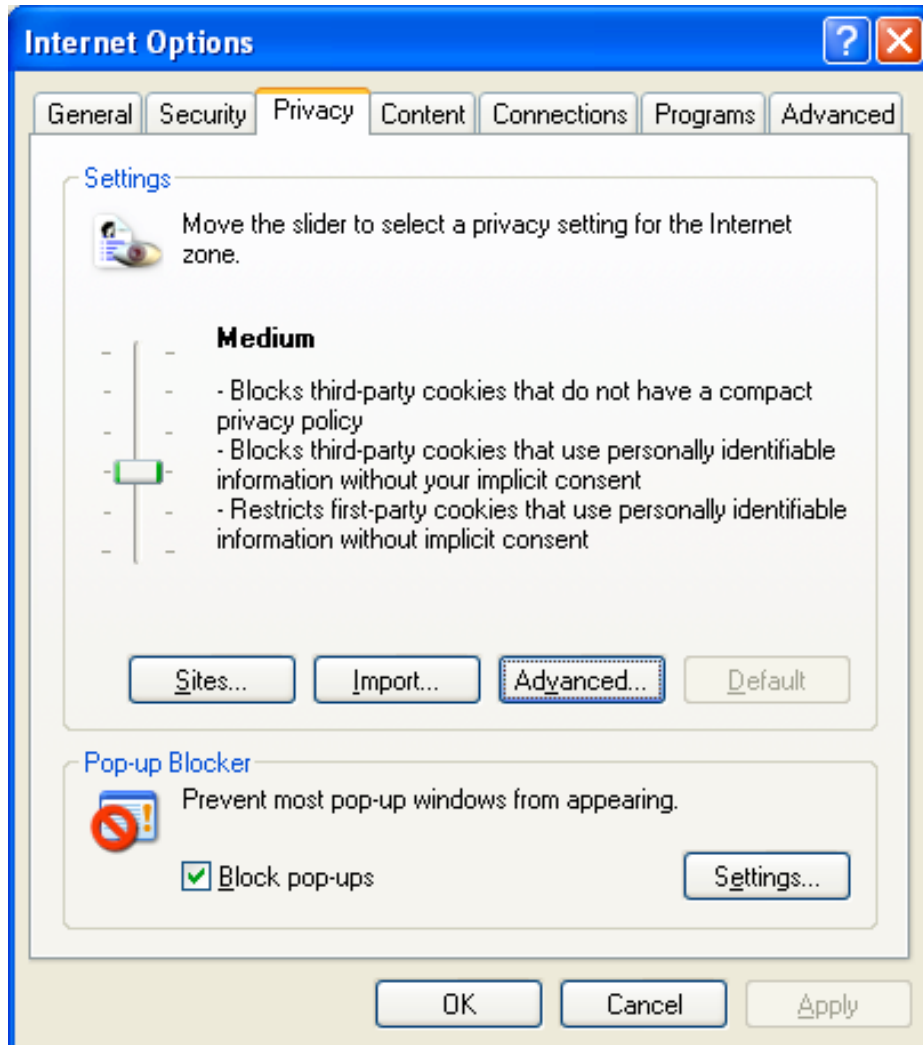 Internet Options
General Security Privacy Content Connections Programs Advanced
Settings
Move the slider to select a privacy setting for the Internet
zone.
Medium
- Blocks third-party cookies that do not have a compact
privacy policy
- Blocks third-party cookies that use personally identifiable
information without your implicit consent
- Restricts first-party cookies that use personally identifiable
information without implicit consent
Sites... Import... Advanced... Default
Pop-up Blocker
Prevent most pop-up windows from appearing.
Block pop-ups Settings...
OK Cancel Apply